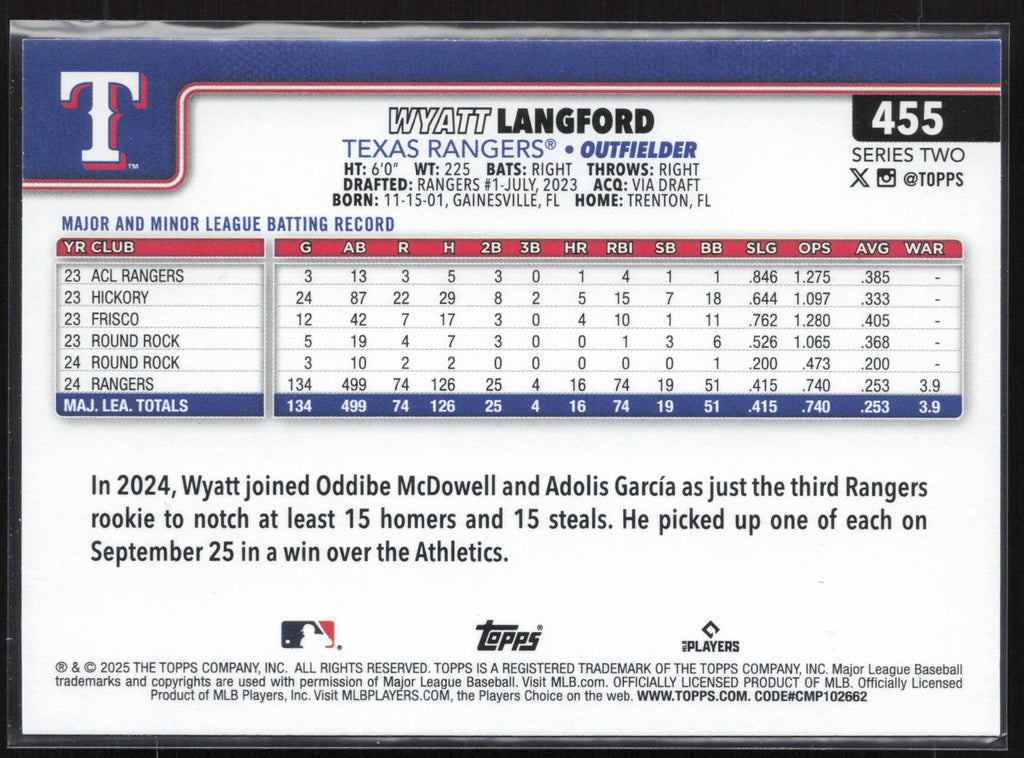 T
TM
455
WYATT LANGFORD
SERIES TWO
TEXAS RANGERS® • OUTFIELDER
X @TOPPS
HT: 6'0" WT: 225 BATS: RIGHT THROWS: RIGHT
DRAFTED: RANGERS #1-JULY, 2023 ACQ: VIA DRAFT
BORN: 11-15-01, GAINESVILLE, FL HOME: TRENTON, FL
MAJOR AND MINOR LEAGUE BATTING RECORD
YR CLUB G AB R H 2B 3B HR RBI SB BB SLG OPS AVG WAR
23 ACL RANGERS 3 13 3 5 3 0 1 4 1 1 .846 1.275 .385 -
23 HICKORY 24 87 22 29 8 2 5 15 7 18 .644 1.097 .333 -
23 FRISCO 12 42 7 17 3 0 4 10 1 11 .762 1.280 .405 -
23 ROUND ROCK 5 19 4 7 3 0 0 1 3 6 .526 1.065 .368 -
24 ROUND ROCK 3 10 2 2 0 0 0 0 0 1 .200 .473 .200 -
24 RANGERS 134 499 74 126 25 4 16 74 19 51 .415 .740 .253 3.9
MAJ. LEA. TOTALS 134 499 74 126 25 4 16 74 19 51 .415 .740 .253 3.9
In 2024, Wyatt joined Oddibe McDowell and Adolis García as just the third Rangers
rookie to notch at least 15 homers and 15 steals. He picked up one of each on
September 25 in a win over the Athletics.
Topps® MLB PLAYERS
® & © 2025 THE TOPPS COMPANY, INC. ALL RIGHTS RESERVED. TOPPS IS A REGISTERED TRADEMARK OF THE TOPPS COMPANY, INC. Major League Baseball
trademarks and copyrights are used with permission of Major League Baseball. Visit MLB.com. OFFICIALLY LICENSED PRODUCT OF MLB. Officially Licensed
Product of MLB Players, Inc. Visit MLBPLAYERS.COM, the Players Choice on the web. WWW.TOPPS.COM. CODE#CMP102662